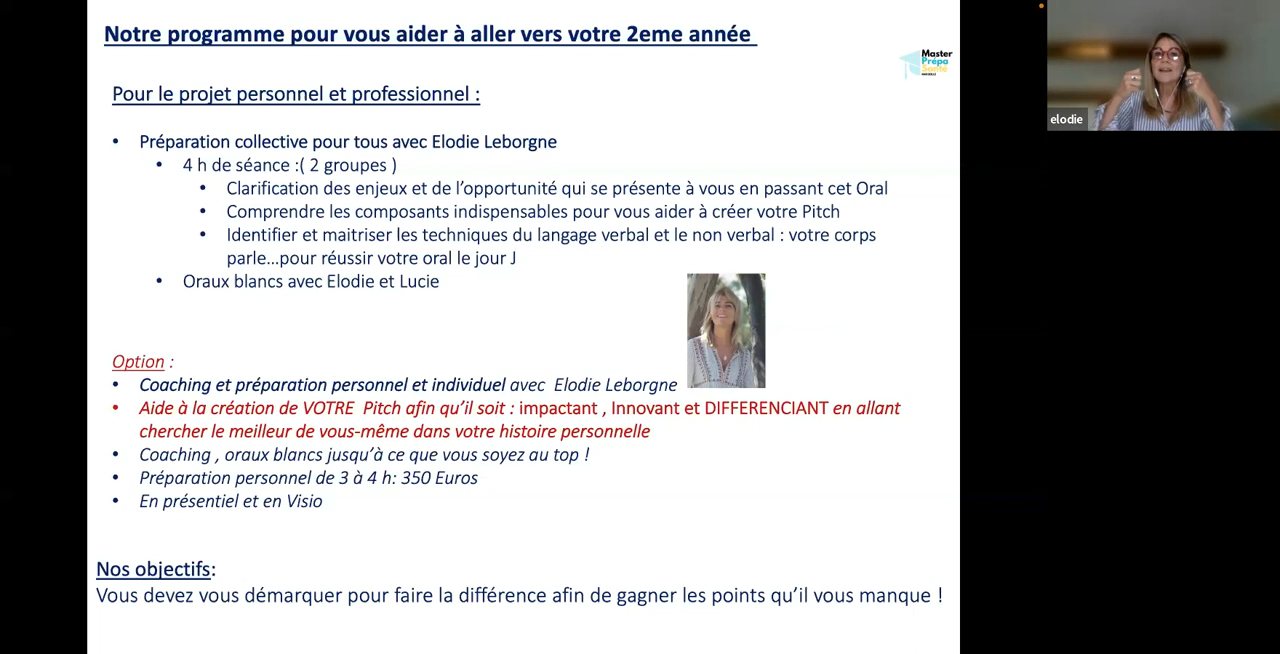 Notre programme pour vous aider à aller vers votre 2eme année
Master
Prépa
Santé
MARSEILLE
Pour le projet personnel et professionnel :
• Préparation collective pour tous avec Elodie Leborgne
• 4 h de séance :( 2 groupes )
• Clarification des enjeux et de l’opportunité qui se présente à vous en passant cet Oral
• Comprendre les composants indispensables pour vous aider à créer votre Pitch
• Identifier et maitriser les techniques du langage verbal et le non verbal : votre corps
parle…pour réussir votre oral le jour J
• Oraux blancs avec Elodie et Lucie
Option :
• Coaching et préparation personnel et individuel avec Elodie Leborgne
• Aide à la création de VOTRE Pitch afin qu’il soit : impactant , Innovant et DIFFERENCIANT en allant
chercher le meilleur de vous-même dans votre histoire personnelle
• Coaching , oraux blancs jusqu’à ce que vous soyez au top !
• Préparation personnel de 3 à 4 h: 350 Euros
• En présentiel et en Visio
Nos objectifs:
Vous devez vous démarquer pour faire la différence afin de gagner les points qu’il vous manque !
elodie